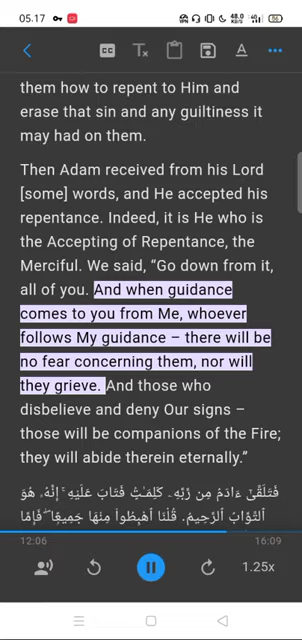 05.17
CC
48.0
KB/S
4G
86
A
them how to repent to Him and
erase that sin and any guiltiness it
may had on them.
Then Adam received from his Lord
[some] words, and He accepted his
repentance. Indeed, it is He who is
the Accepting of Repentance, the
Merciful. We said, “Go down from it,
all of you. And when guidance
comes to you from Me, whoever
follows My guidance – there will be
no fear concerning them, nor will
they grieve. And those who
disbelieve and deny Our signs –
those will be companions of the Fire;
they will abide therein eternally.”
فَتَلَقَّىٰٓ ءَادَمُ مِن رَّبِّهِۦ كَلِمَـٰتٍۢ فَتَابَ عَلَيْهِ ۚ إِنَّهُۥ هُوَ
ٱلتَّوَّابُ ٱلرَّحِيمُ. قُلْنَا ٱهْبِطُوا۟ مِنْهَا جَمِيعًۭا ۖ فَإِمَّا
12:06
16:09
1.25x